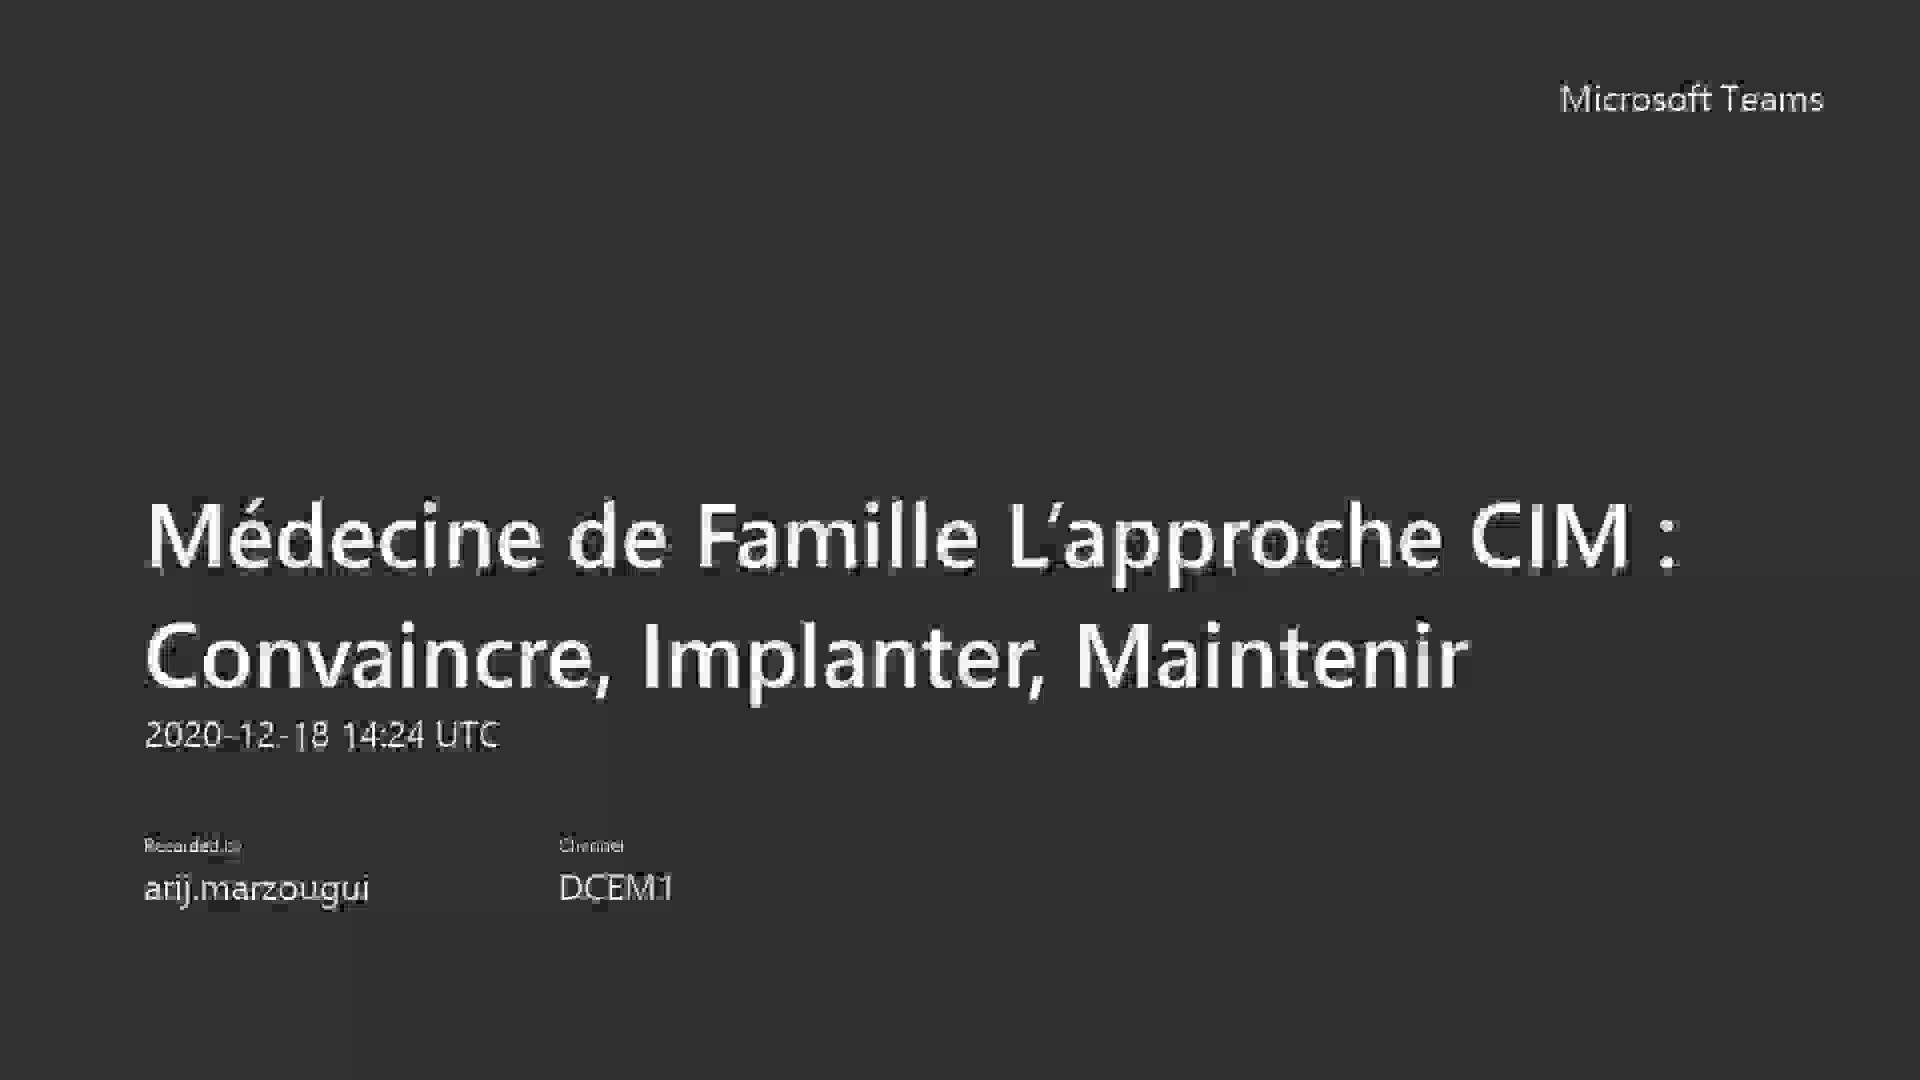 Microsoft Teams
Médecine de Famille L’approche CIM :
Convaincre, Implanter, Maintenir
2020-12-18 14:24 UTC
Recorded by
Channel
arij.marzougui
DCEM1